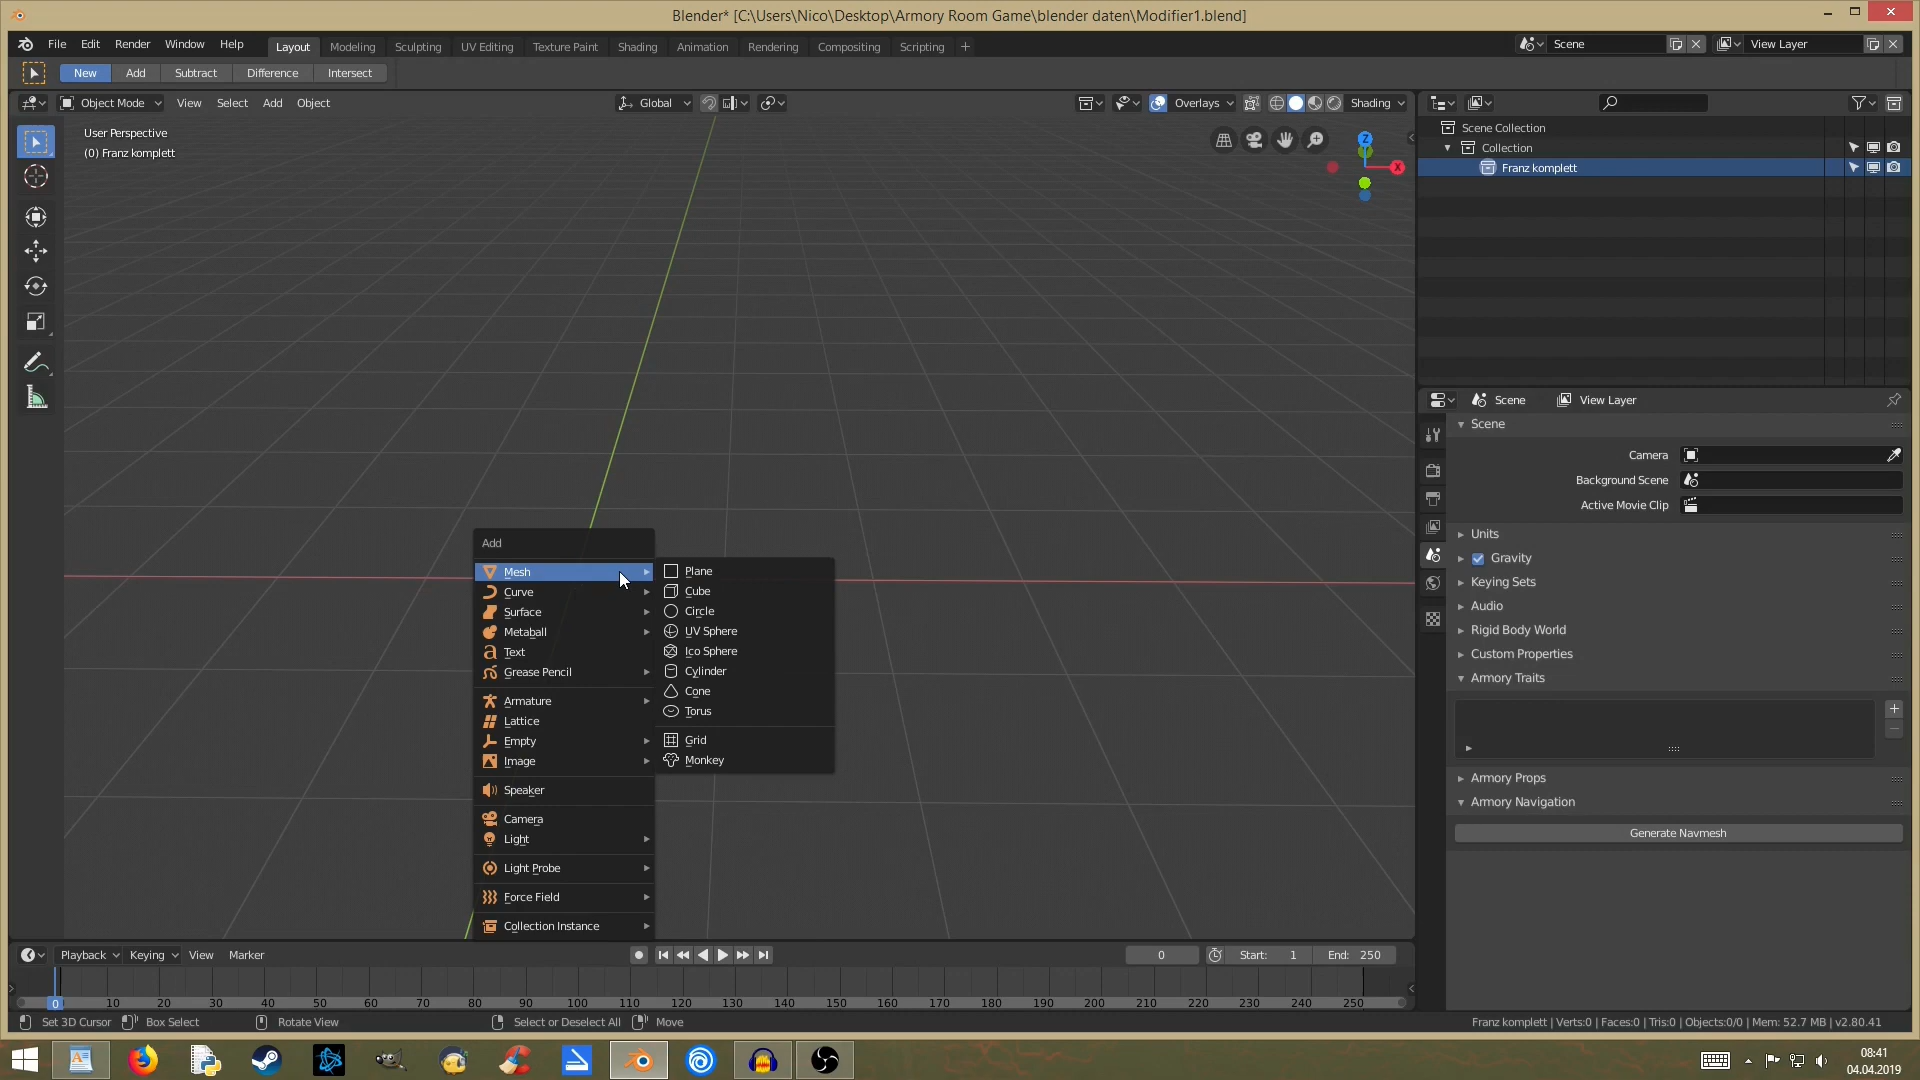 Blender* [C:\Users\Nico\Desktop\Armory Room Game\blender daten\Modifier1.blend]
File Edit Render Window Help Layout Modeling Sculpting UV Editing Texture Paint Shading Animation Rendering Compositing Scripting + Scene View Layer
New Add Subtract Difference Intersect
Object Mode View Select Add Object Global Overlays Shading
User Perspective
(0) Franz komplett
Z
X
Scene Collection
Collection
Franz komplett
Scene View Layer
Scene
Camera
Background Scene
Active Movie Clip
Units
Gravity
Keying Sets
Audio
Rigid Body World
Custom Properties
Armory Traits
Armory Props
Armory Navigation
Generate Navmesh
Add
Mesh
Curve
Surface
Metaball
Text
Grease Pencil
Armature
Lattice
Empty
Image
Speaker
Camera
Light
Light Probe
Force Field
Collection Instance
Plane
Cube
Circle
UV Sphere
Ico Sphere
Cylinder
Cone
Torus
Grid
Monkey
Playback Keying View Marker 0 Start: 1 End: 250
0 10 20 30 40 50 60 70 80 90 100 110 120 130 140 150 160 170 180 190 200 210 220 230 240 250
Set 3D Cursor Box Select Rotate View Select or Deselect All Move Franz komplett | Verts:0 | Faces:0 | Tris:0 | Objects:0/0 | Mem: 52.7 MB | v2.80.41
08:41
04.04.2019